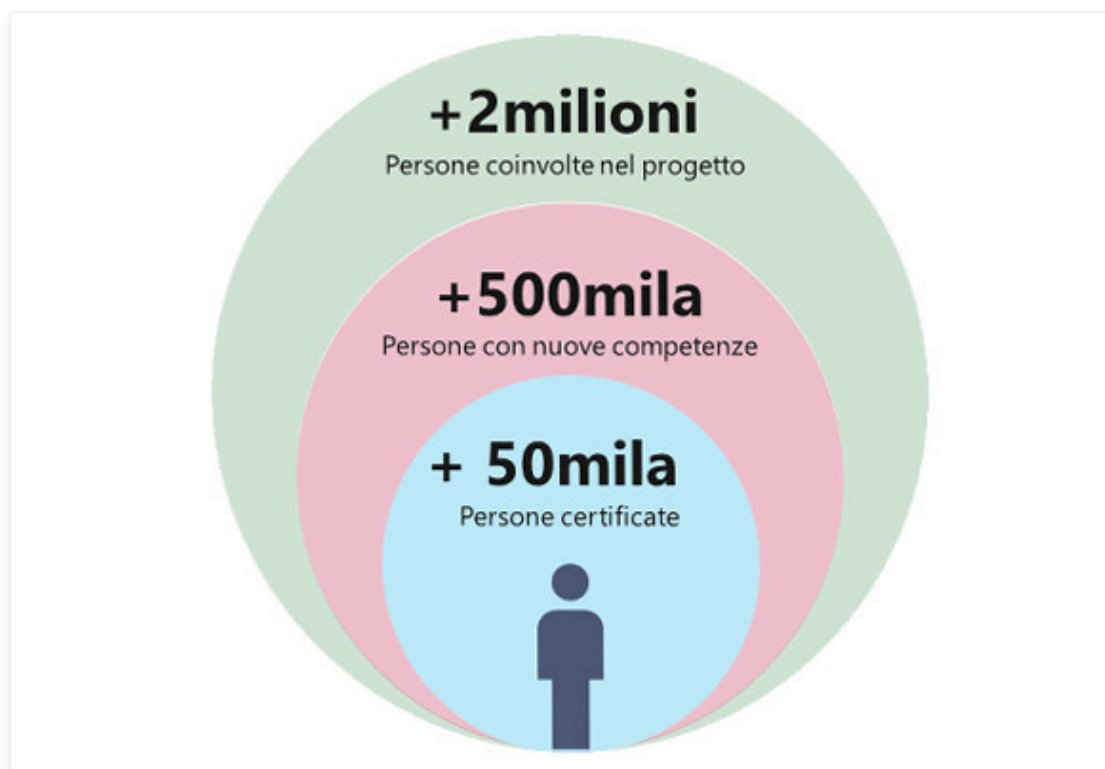 +2milioni
Persone coinvolte nel progetto
+500mila
Persone con nuove competenze
+ 50mila
Persone certificate